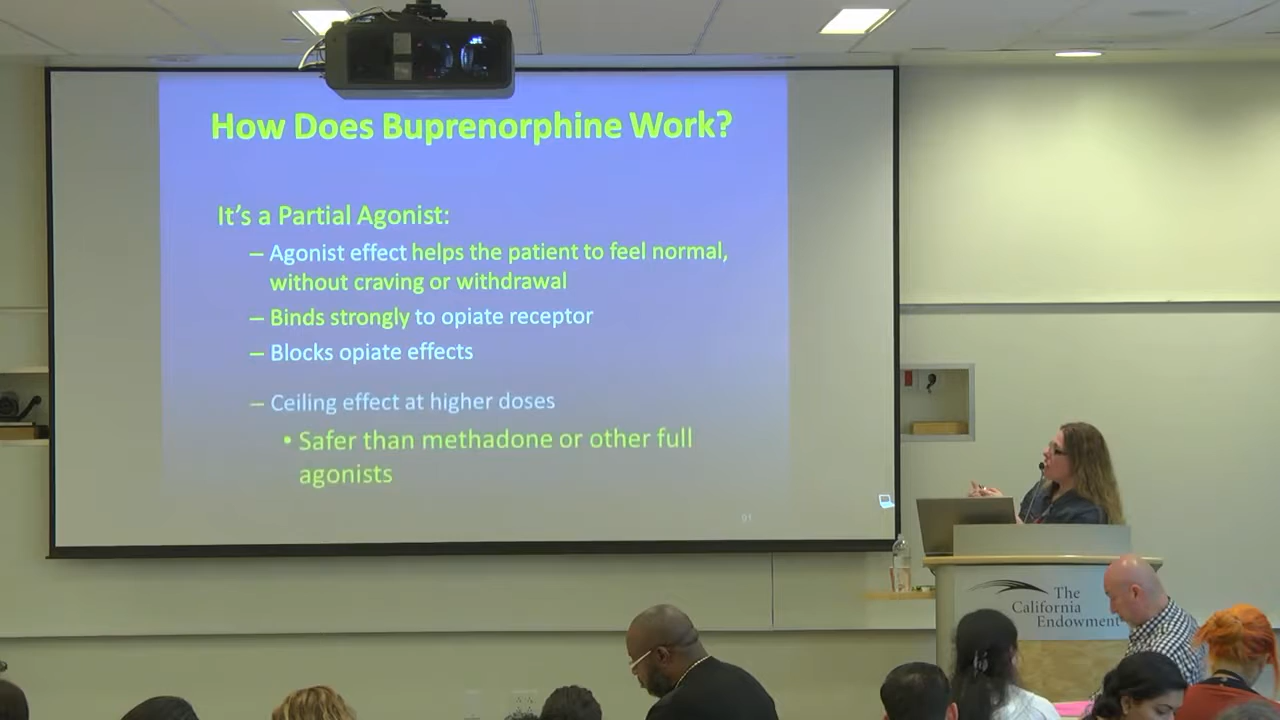 How Does Buprenorphine Work?
It's a Partial Agonist:
– Agonist effect helps the patient to feel normal,
without craving or withdrawal
– Binds strongly to opiate receptor
– Blocks opiate effects
– Ceiling effect at higher doses
• Safer than methadone or other full
agonists
91
The
California
Endowment